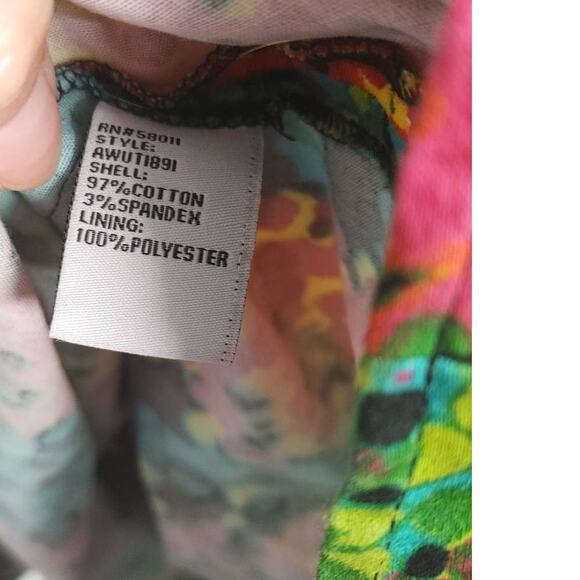 RN#58011
STYLE:
AWUT1891
SHELL:
97%COTTON
3%SPANDEX
LINING:
100%POLYESTER